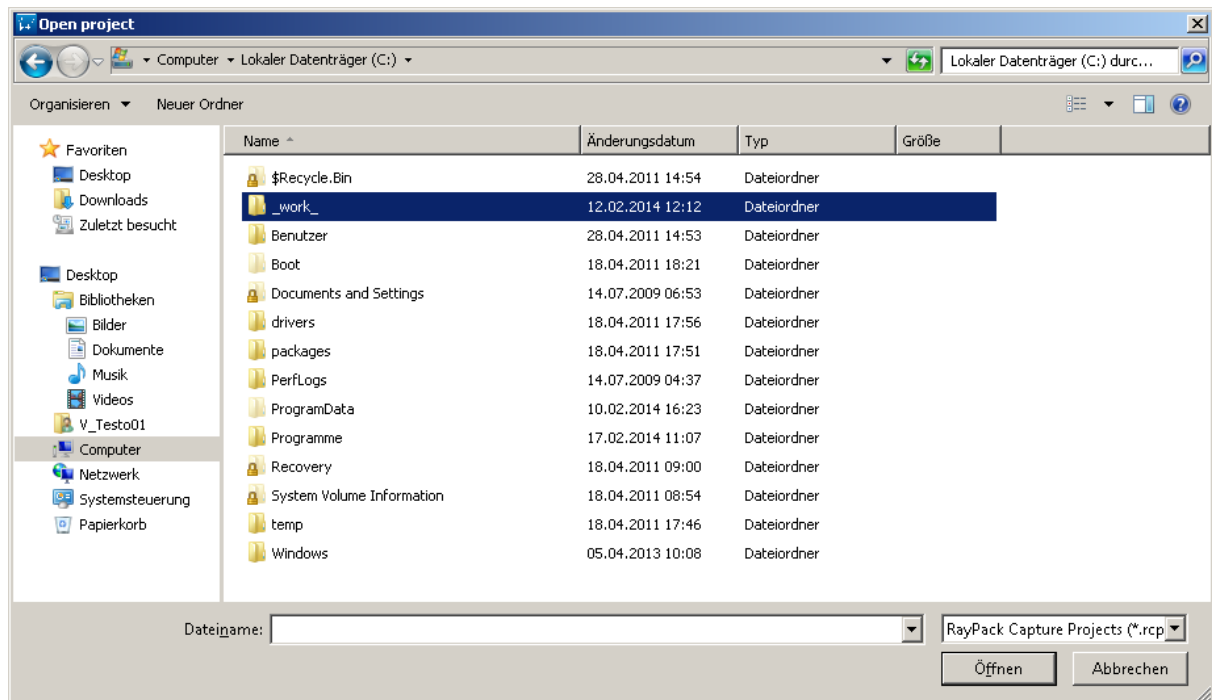 Open project
Computer Lokaler Datenträger (C:) Lokaler Datenträger (C:) durc...
Organisieren Neuer Ordner
Favoriten
Desktop
Downloads
Zuletzt besucht
Desktop
Bibliotheken
Bilder
Dokumente
Musik
Videos
V_Testo01
Computer
Netzwerk
Systemsteuerung
Papierkorb
Name Änderungsdatum Typ Größe
$Recycle.Bin 28.04.2011 14:54 Dateiordner
_work_ 12.02.2014 12:12 Dateiordner
Benutzer 28.04.2011 14:53 Dateiordner
Boot 18.04.2011 18:21 Dateiordner
Documents and Settings 14.07.2009 06:53 Dateiordner
drivers 18.04.2011 17:56 Dateiordner
packages 18.04.2011 17:51 Dateiordner
PerfLogs 14.07.2009 04:37 Dateiordner
ProgramData 10.02.2014 16:23 Dateiordner
Programme 17.02.2014 11:07 Dateiordner
Recovery 18.04.2011 09:00 Dateiordner
System Volume Information 18.04.2011 08:54 Dateiordner
temp 18.04.2011 17:46 Dateiordner
Windows 05.04.2013 10:08 Dateiordner
Dateiname: RayPack Capture Projects (*.rcp
Öffnen Abbrechen